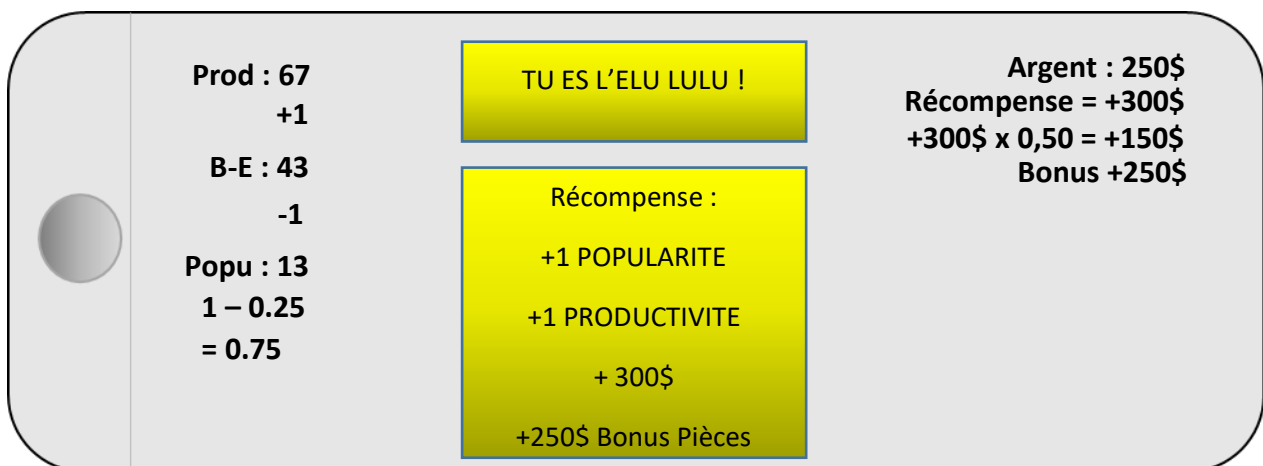 Prod : 67
+1
B-E : 43
-1
Popu : 13
1 – 0.25
= 0.75
TU ES L’ELU LULU !
Récompense :
+1 POPULARITE
+1 PRODUCTIVITE
+ 300$
+250$ Bonus Pièces
Argent : 250$
Récompense = +300$
+300$ x 0,50 = +150$
Bonus +250$